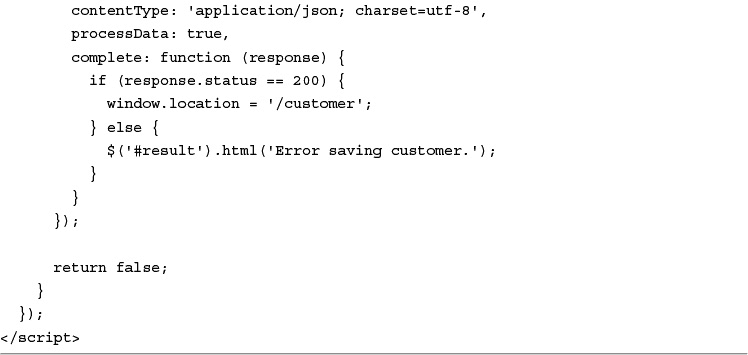 contentType: 'application/json; charset=utf-8',
        processData: true,
        complete: function (response) {
          if (response.status == 200) {
            window.location = '/customer';
          } else {
            $('#result').html('Error saving customer.');
          }
        }
      });

      return false;
    }
  });
</script>